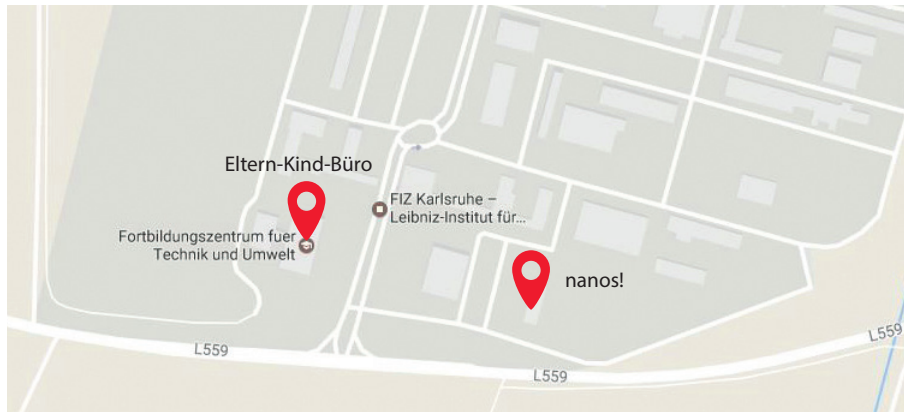 Eltern-Kind-Büro
FIZ Karlsruhe –
Leibniz-Institut für...
Fortbildungszentrum fuer
Technik und Umwelt
nanos!
L559
L559
L559